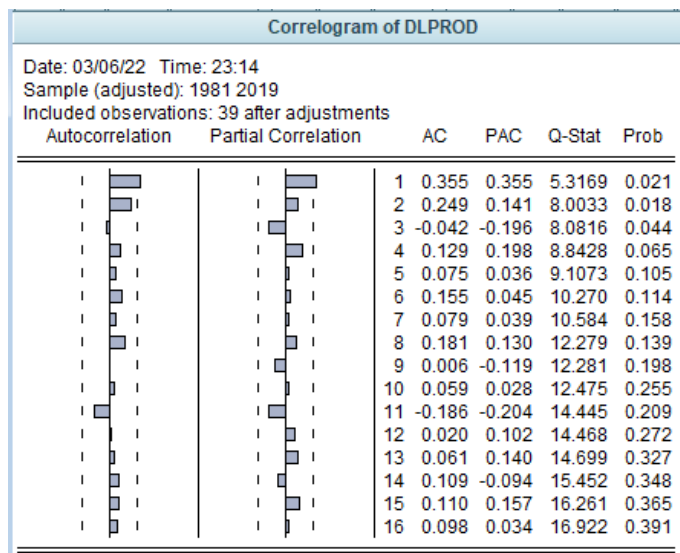 Correlogram of DLPROD
Date: 03/06/22 Time: 23:14
Sample (adjusted): 1981 2019
Included observations: 39 after adjustments
Autocorrelation Partial Correlation AC PAC Q-Stat Prob
1 0.355 0.355 5.3169 0.021
2 0.249 0.141 8.0033 0.018
3 -0.042 -0.196 8.0816 0.044
4 0.129 0.198 8.8428 0.065
5 0.075 0.036 9.1073 0.105
6 0.155 0.045 10.270 0.114
7 0.079 0.039 10.584 0.158
8 0.181 0.130 12.279 0.139
9 0.006 -0.119 12.281 0.198
10 0.059 0.028 12.475 0.255
11 -0.186 -0.204 14.445 0.209
12 0.020 0.102 14.468 0.272
13 0.061 0.140 14.699 0.327
14 0.109 -0.094 15.452 0.348
15 0.110 0.157 16.261 0.365
16 0.098 0.034 16.922 0.391